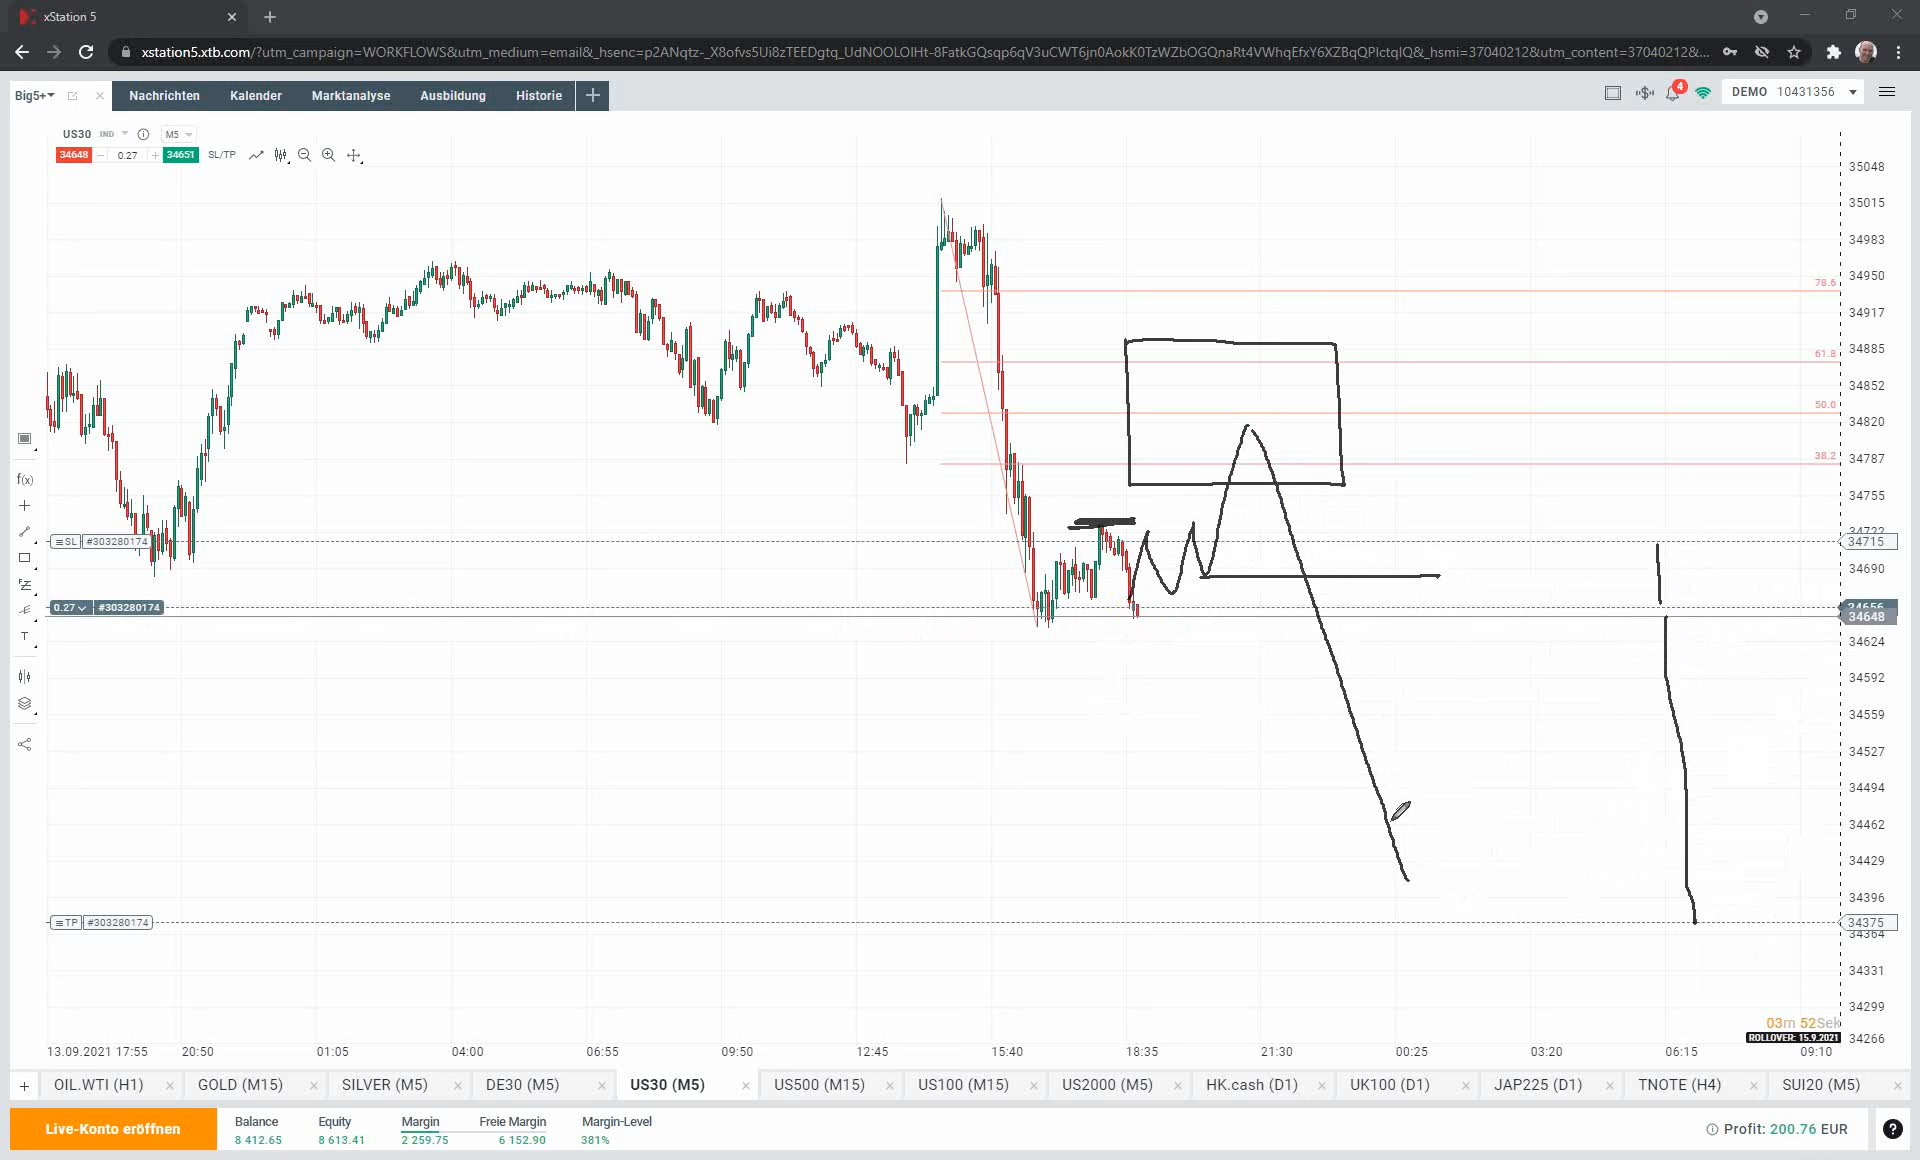 xStation 5
xstation5.xtb.com/?utm_campaign=WORKFLOWS&utm_medium=email&_hsenc=p2ANqtz-_X8ofvs5Ui8zTEEDgtq_UdNOOLOIHt-8FatkGQsqp6qV3uCWT6jn0AokK0TzWZbOGQnaRt4VWhqEfxY6XZBqQPlctqlQ&_hsmi=37040212&utm_content=37040212&...
Big5+ Nachrichten Kalender Marktanalyse Ausbildung Historie
4 DEMO 10431356
US30 IND M5
34648 0.27 34651 SL/TP
35048
35015
34983
34950
78.6
34917
34885
61.8
34852
50.0
34820
38.2
34787
34755
34722
SL #303280174 34715
34690
0.27 #303280174 34656
34648
34624
34592
34559
34527
34494
34462
34429
34396
TP #303280174 34375
34364
34331
34299
03m 52Sek
ROLLOVER: 15.9.2021
34266
13.09.2021 17:55 20:50 01:05 04:00 06:55 09:50 12:45 15:40 18:35 21:30 00:25 03:20 06:15 09:10
f(x)
T
OIL.WTI (H1) GOLD (M15) SILVER (M5) DE30 (M5) US30 (M5) US500 (M15) US100 (M15) US2000 (M5) HK.cash (D1) UK100 (D1) JAP225 (D1) TNOTE (H4) SUI20 (M5)
Live-Konto eröffnen
Balance Equity Margin Freie Margin Margin-Level
8 412.65 8 613.41 2 259.75 6 152.90 381%
Profit: 200.76 EUR